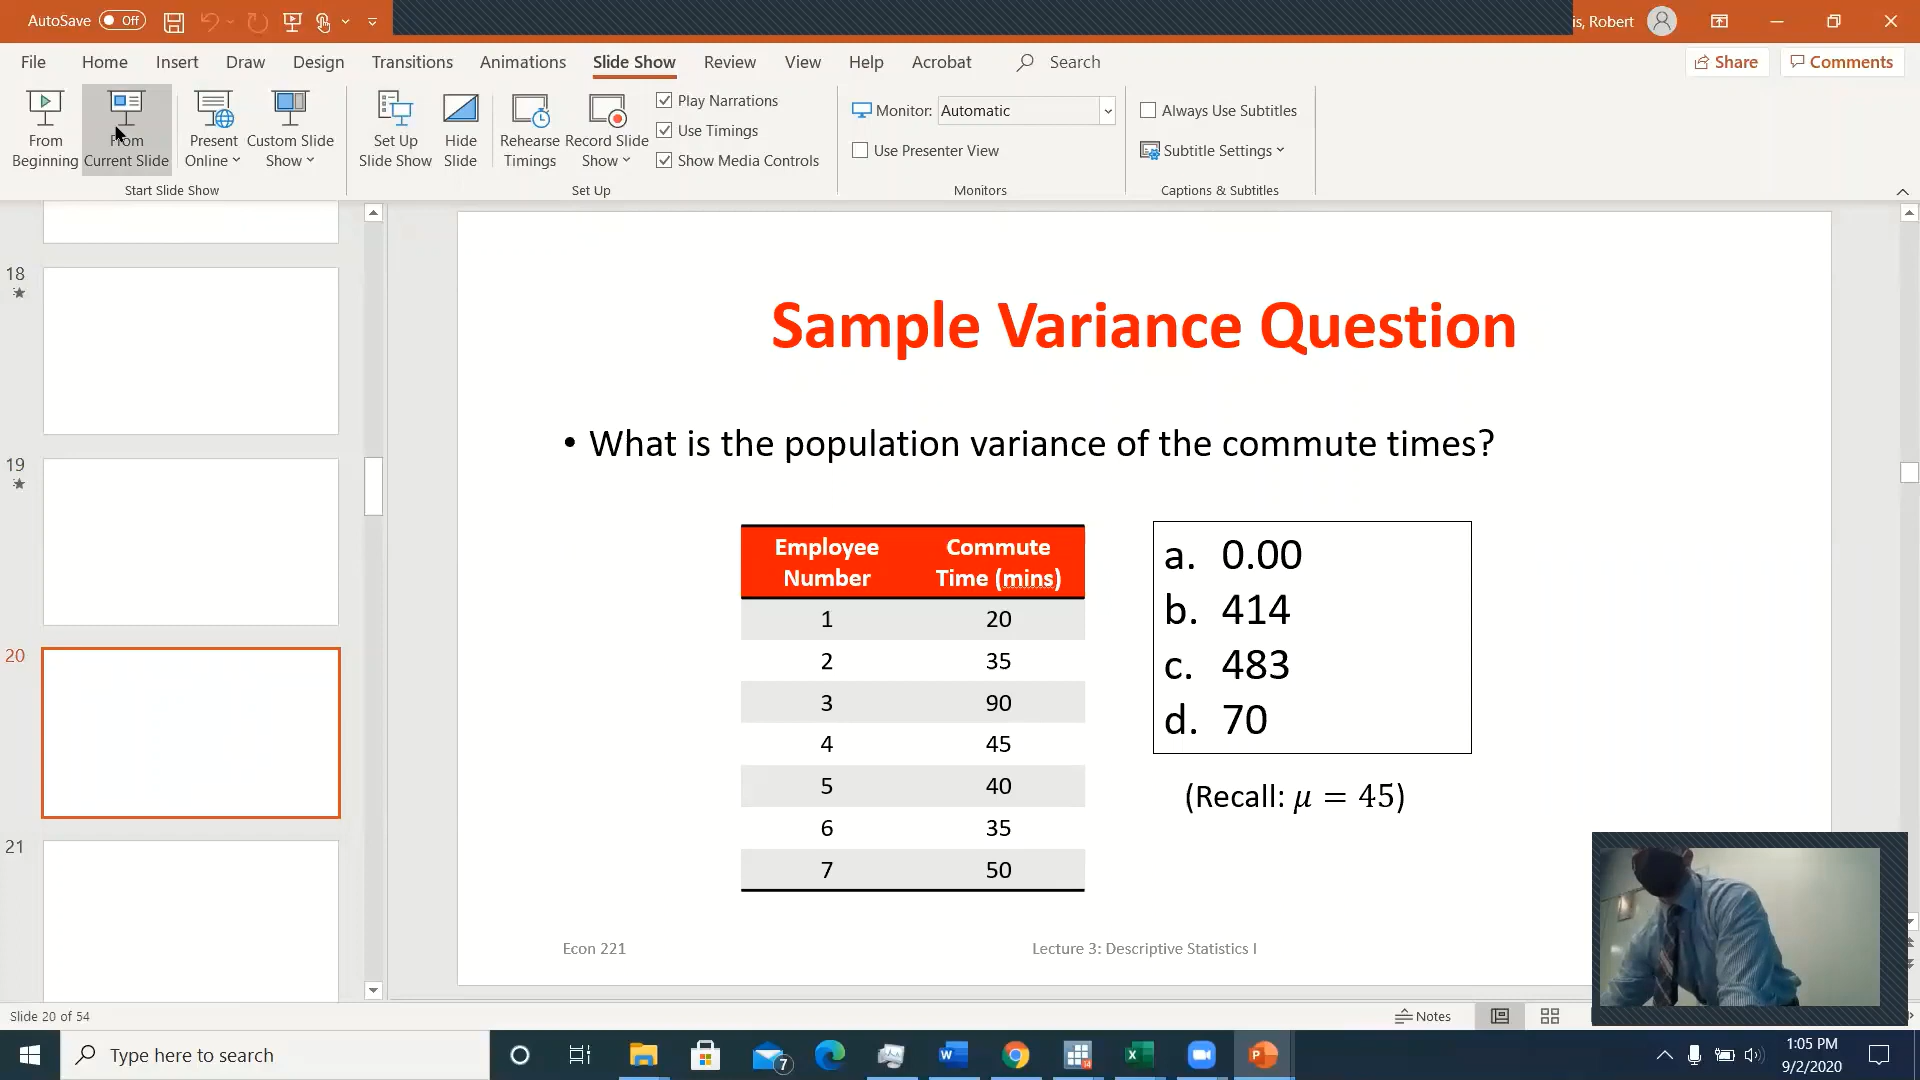 AutoSave Off
is, Robert
File Home Insert Draw Design Transitions Animations Slide Show Review View Help Acrobat Search
Share Comments
From Beginning
From Current Slide
Present Online
Custom Slide Show
Start Slide Show
Set Up Slide Show
Hide Slide
Rehearse Timings
Record Slide Show
Play Narrations
Use Timings
Show Media Controls
Set Up
Monitor: Automatic
Use Presenter View
Monitors
Always Use Subtitles
Subtitle Settings
Captions & Subtitles
18
19
20
21
Sample Variance Question
• What is the population variance of the commute times?
Employee Number Commute Time (mins)
1 20
2 35
3 90
4 45
5 40
6 35
7 50
a. 0.00
b. 414
c. 483
d. 70
(Recall: μ = 45)
Econ 221
Lecture 3: Descriptive Statistics I
Slide 20 of 54
Notes
Type here to search
7
14
1:05 PM
9/2/2020